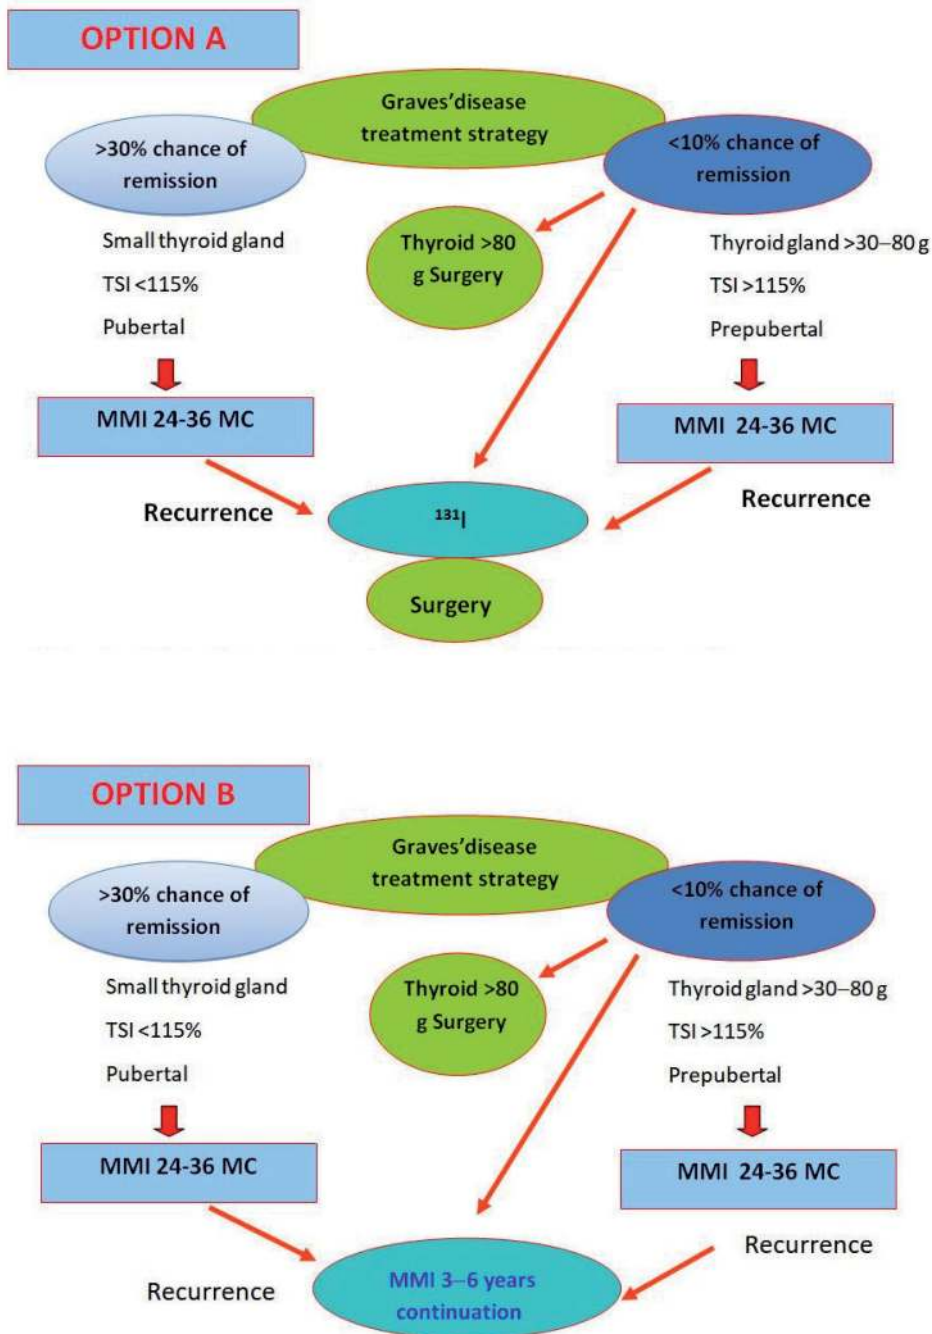 OPTION A
Graves'disease
treatment strategy
>30% chance of
remission
<10% chance of
remission
Small thyroid gland
TSI <115%
Pubertal
Thyroid >80
g Surgery
Thyroid gland >30–80 g
TSI >115%
Prepubertal
MMI 24-36 MC
MMI 24-36 MC
Recurrence
Recurrence
¹³¹I
Surgery
OPTION B
Graves'disease
treatment strategy
>30% chance of
remission
<10% chance of
remission
Small thyroid gland
TSI <115%
Pubertal
Thyroid >80
g Surgery
Thyroid gland >30–80 g
TSI >115%
Prepubertal
MMI 24-36 MC
MMI 24-36 MC
Recurrence
Recurrence
MMI 3–6 years
continuation